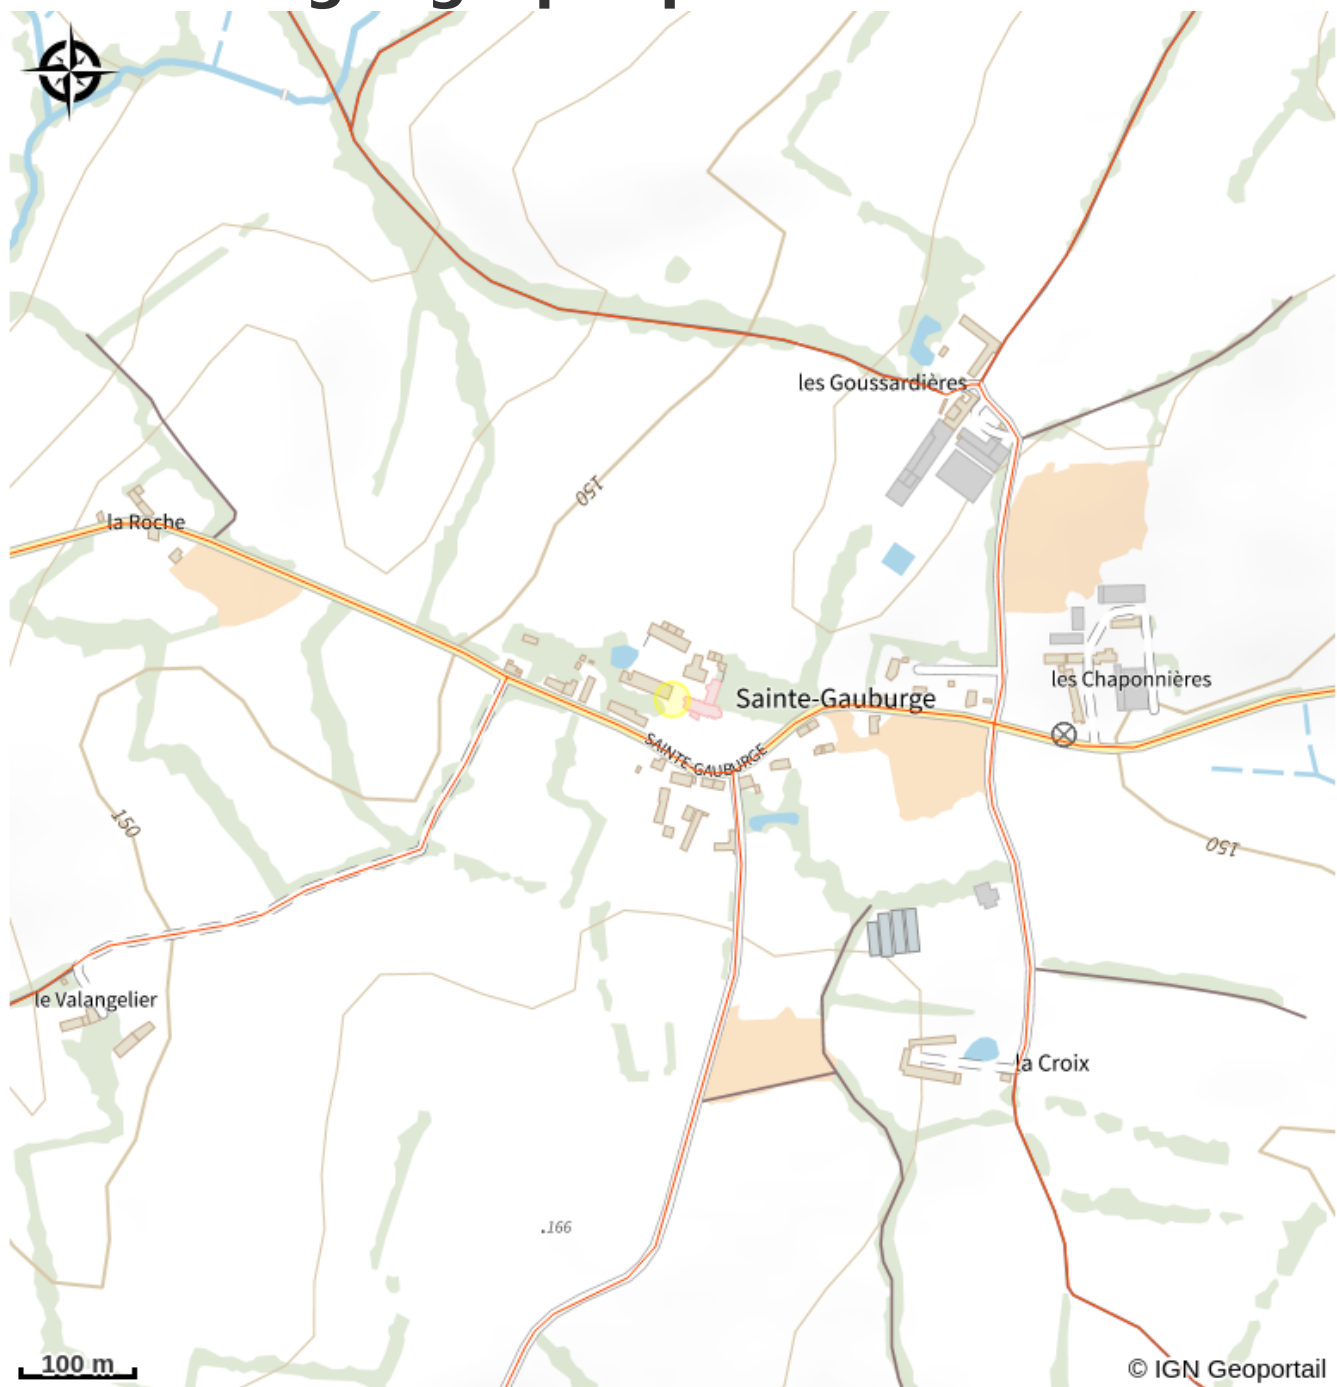 les Goussardières
150
la Roche
les Chaponnières
Sainte-Gauburge
SAINTE-GAUBURGE
150
150
le Valangelier
la Croix
.166
100 m
© IGN Geoportail